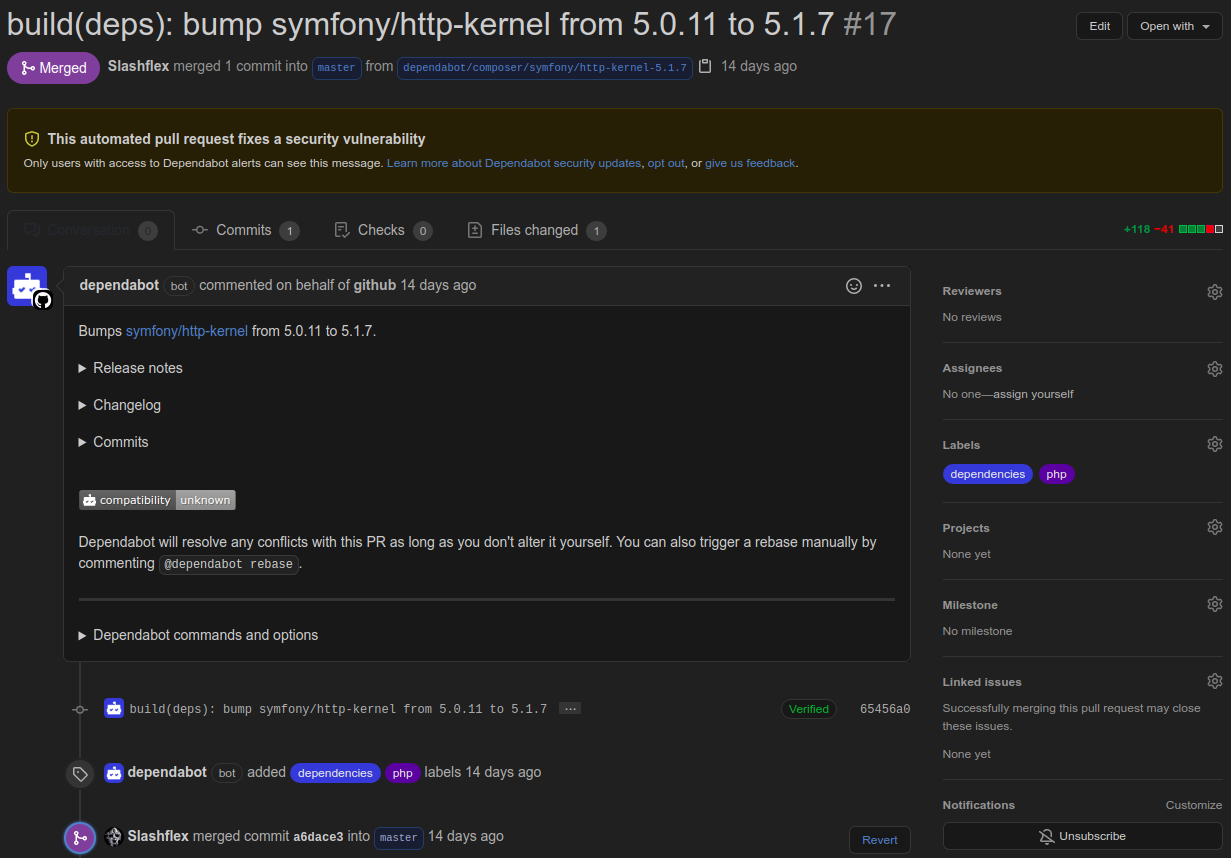 build(deps): bump symfony/http-kernel from 5.0.11 to 5.1.7 #17
Edit
Open with
Merged
Slashflex merged 1 commit into master from dependabot/composer/symfony/http-kernel-5.1.7 14 days ago
This automated pull request fixes a security vulnerability
Only users with access to Dependabot alerts can see this message. Learn more about Dependabot security updates, opt out, or give us feedback.
Conversation 0
Commits 1
Checks 0
Files changed 1
+118 −41
dependabot bot commented on behalf of github 14 days ago
Bumps symfony/http-kernel from 5.0.11 to 5.1.7.
Release notes
Changelog
Commits
compatibility unknown
Dependabot will resolve any conflicts with this PR as long as you don't alter it yourself. You can also trigger a rebase manually by
commenting @dependabot rebase.
Dependabot commands and options
build(deps): bump symfony/http-kernel from 5.0.11 to 5.1.7 ...
Verified
65456a0
dependabot bot added dependencies php labels 14 days ago
Slashflex merged commit a6dace3 into master 14 days ago
Revert
Reviewers
No reviews
Assignees
No one—assign yourself
Labels
dependencies php
Projects
None yet
Milestone
No milestone
Linked issues
Successfully merging this pull request may close
these issues.
None yet
Notifications
Customize
Unsubscribe